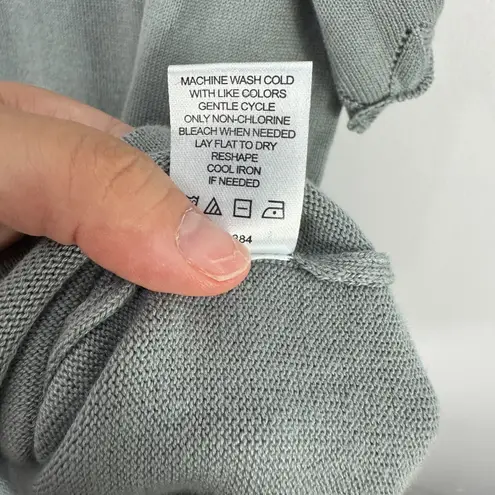 MACHINE WASH COLD
WITH LIKE COLORS
GENTLE CYCLE
ONLY NON-CHLORINE
BLEACH WHEN NEEDED
LAY FLAT TO DRY
RESHAPE
COOL IRON
IF NEEDED
284